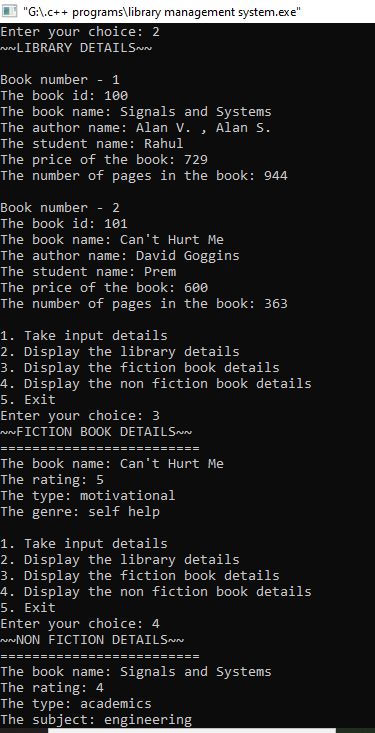 "G:\.c++ programs\library management system.exe"
Enter your choice: 2
~~LIBRARY DETAILS~~
Book number - 1
The book id: 100
The book name: Signals and Systems
The author name: Alan V. , Alan S.
The student name: Rahul
The price of the book: 729
The number of pages in the book: 944
Book number - 2
The book id: 101
The book name: Can't Hurt Me
The author name: David Goggins
The student name: Prem
The price of the book: 600
The number of pages in the book: 363
1. Take input details
2. Display the library details
3. Display the fiction book details
4. Display the non fiction book details
5. Exit
Enter your choice: 3
~~FICTION BOOK DETAILS~~
=========================
The book name: Can't Hurt Me
The rating: 5
The type: motivational
The genre: self help
1. Take input details
2. Display the library details
3. Display the fiction book details
4. Display the non fiction book details
5. Exit
Enter your choice: 4
~~NON FICTION DETAILS~~
=========================
The book name: Signals and Systems
The rating: 4
The type: academics
The subject: engineering